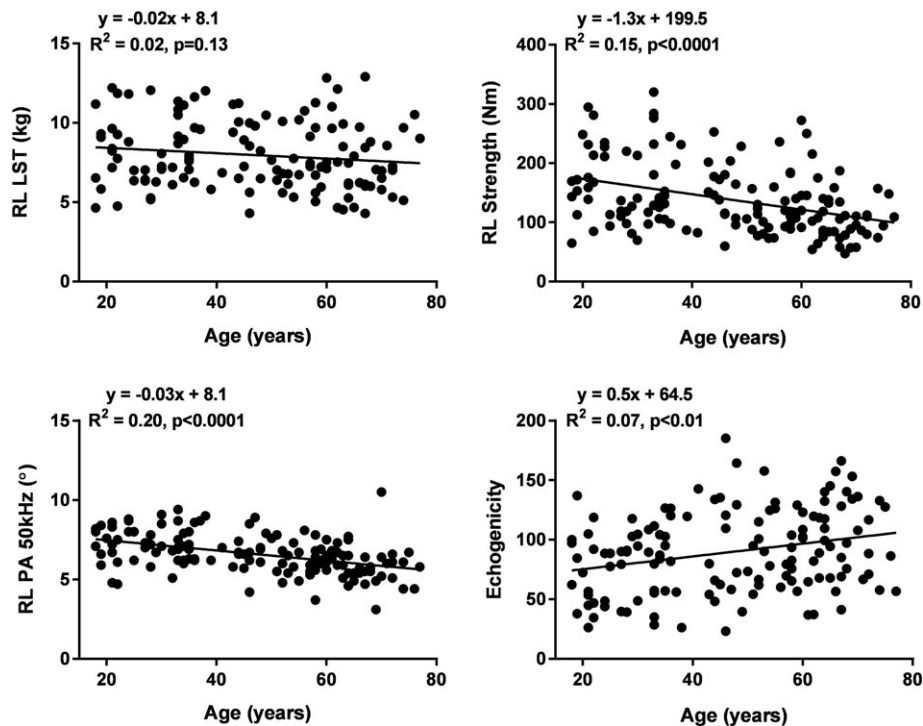 y = -0.02x + 8.1
R² = 0.02, p=0.13
15
10
5
0
RL LST (kg)
20 40 60 80
Age (years)
y = -1.3x + 199.5
R² = 0.15, p<0.0001
400
300
200
100
0
RL Strength (Nm)
20 40 60 80
Age (years)
y = -0.03x + 8.1
R² = 0.20, p<0.0001
15
10
5
0
RL PA 50kHz (°)
20 40 60 80
Age (years)
y = 0.5x + 64.5
R² = 0.07, p<0.01
200
150
100
50
0
Echogenicity
20 40 60 80
Age (years)